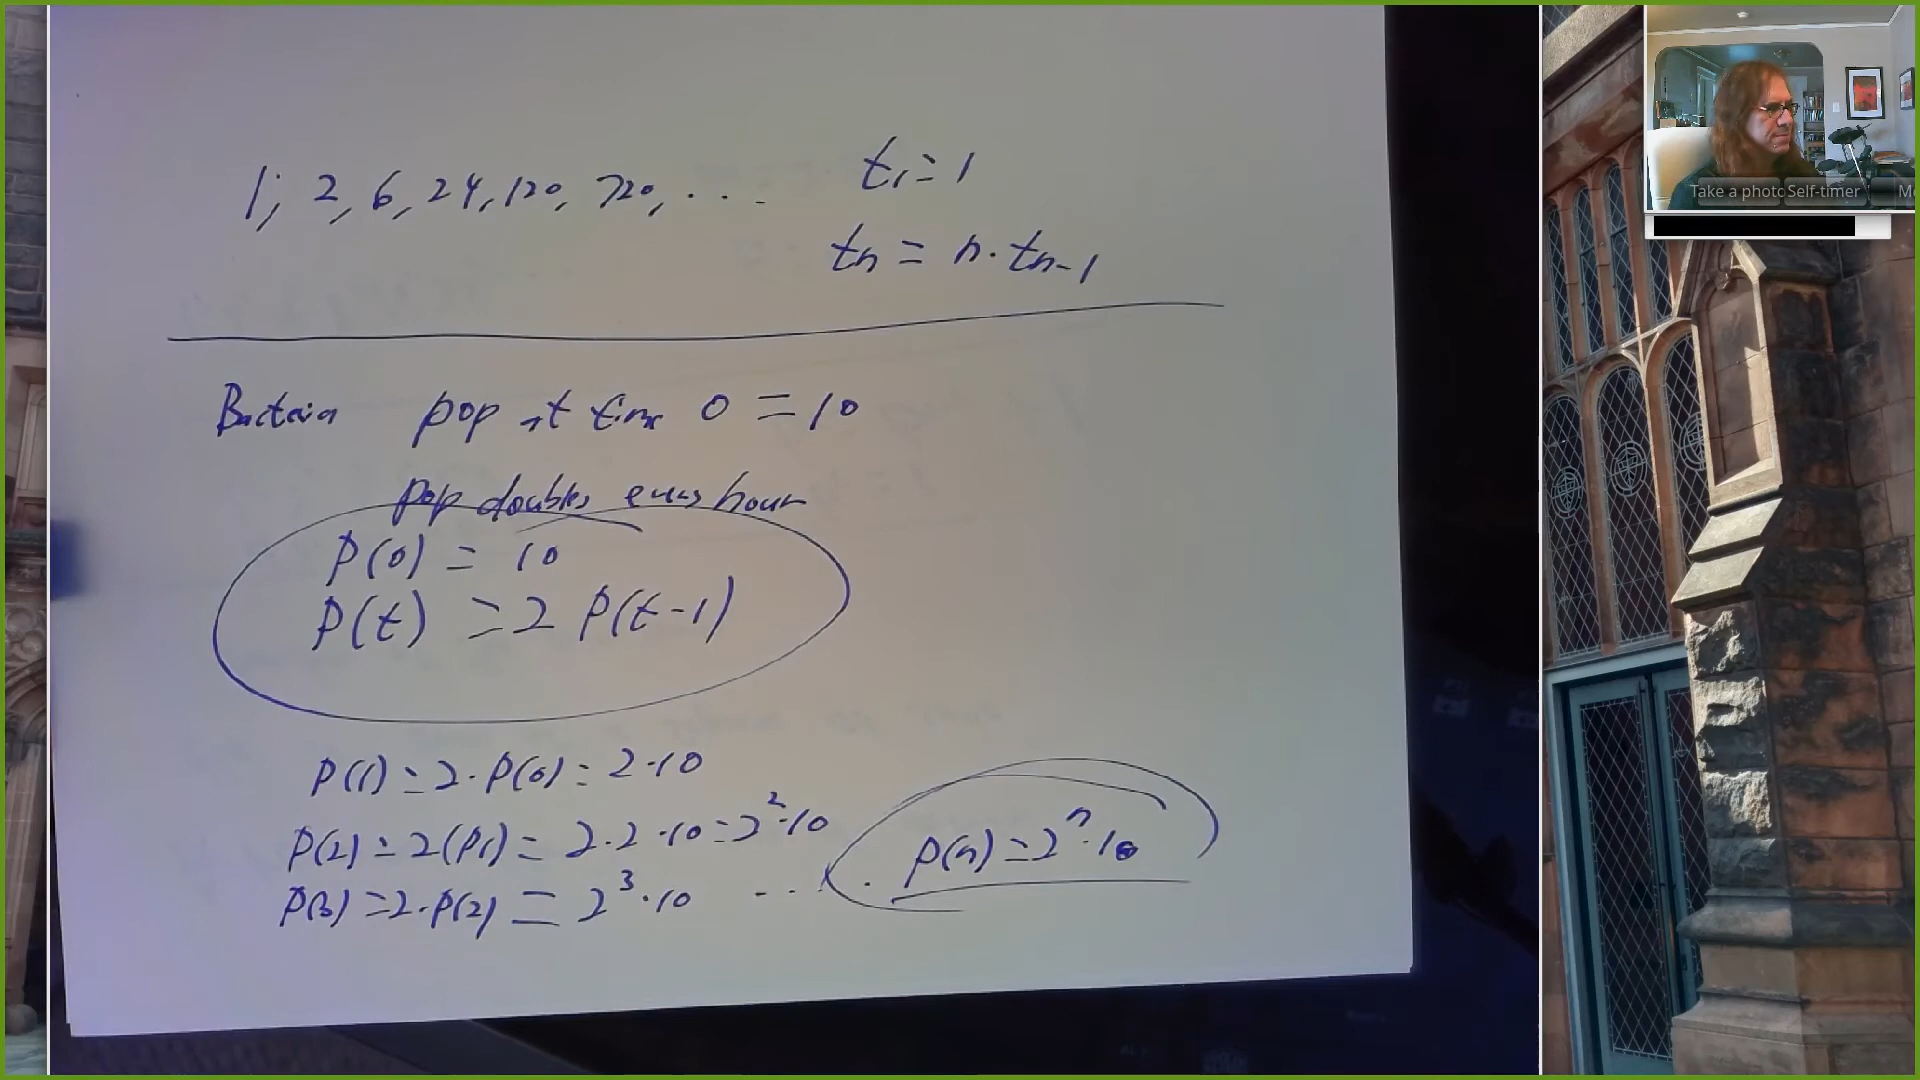 1, 2, 6, 24, 120, 720, . . .
t₁ = 1
tₙ = n · tₙ₋₁
Bacteria pop at time 0 = 10
pop doubles every hour
P(0) = 10
P(t) = 2 P(t-1)
P(1) = 2 · P(0) = 2 · 10
P(2) = 2(P1) = 2 · 2 · 10 = 2² · 10
P(3) = 2 · P(2) = 2³ · 10 . . .
P(n) = 2ⁿ · 10
Take a photo Self-timer